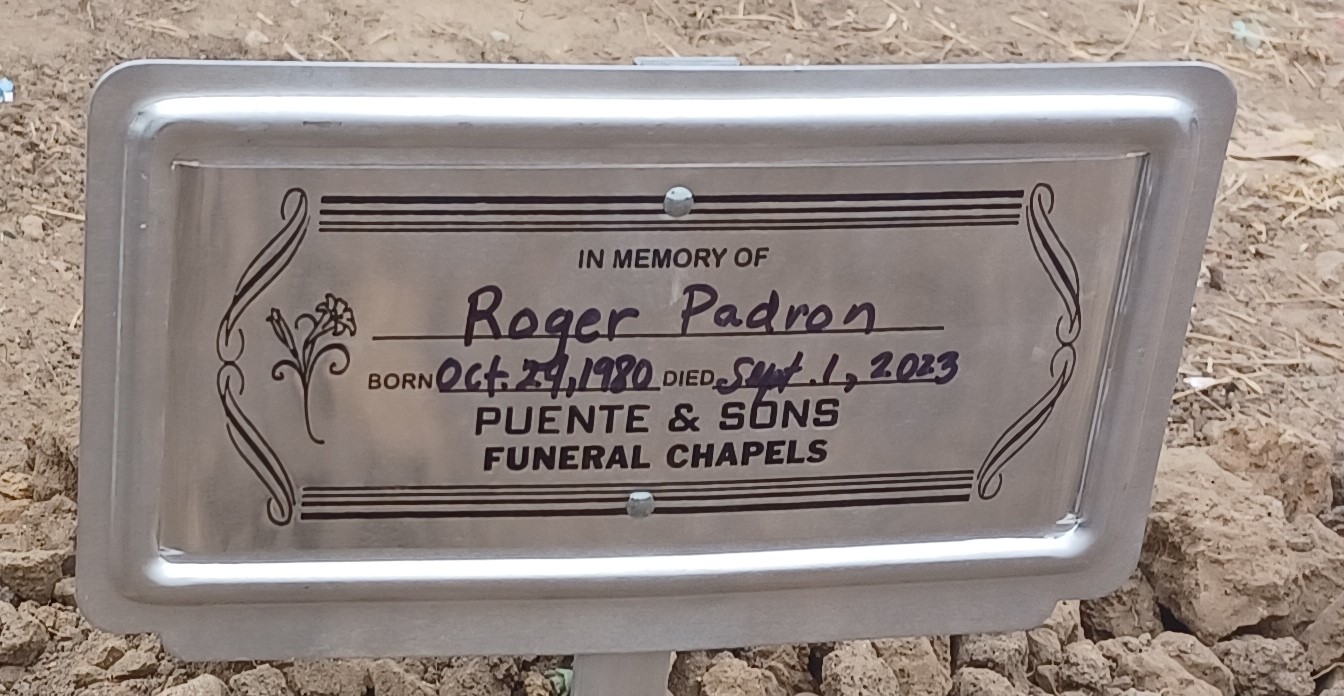 IN MEMORY OF
Roger Padron
BORN Oct. 29, 1980 DIED Sept. 1, 2023
PUENTE & SONS
FUNERAL CHAPELS